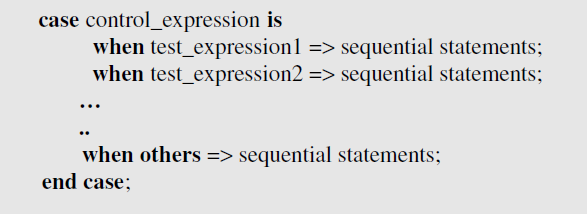 case control_expression is
when test_expression1 => sequential statements;
when test_expression2 => sequential statements;
...
..
when others => sequential statements;
end case;